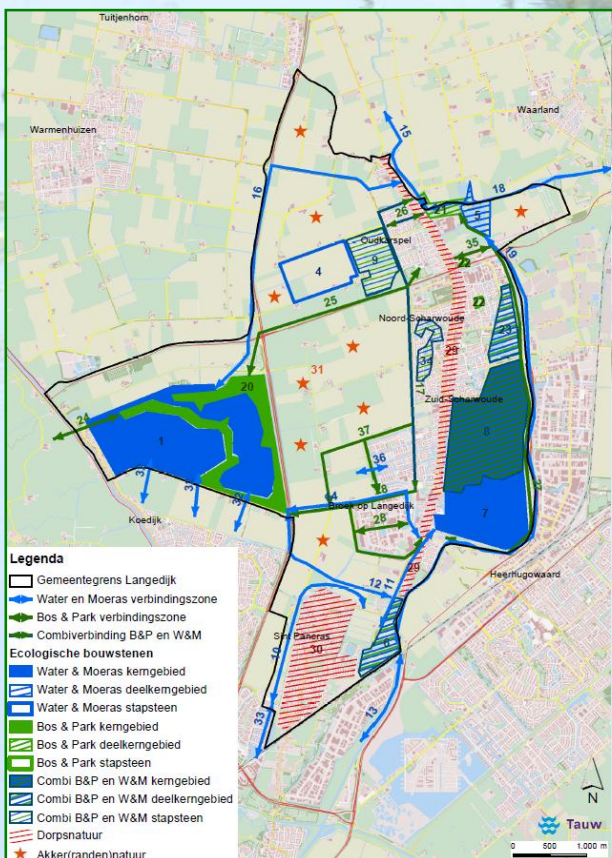 Tuitjenhorn
Waarland
Warmenhuizen
15
18
16
26
21
5
Oudkarspel
35
19
9
22
4
22
25
Noord-Scharwoude
23
34
29
31
17
20
Zuid-Scharwoude
24
8
1
37
36
28
Broek op Langedijk
7
28
Koedijk
12
11
29
Heerhugowaard
Sint Pancras
6
30
10
33
13
Legenda
Gemeentegrens Langedijk
Water en Moeras verbindingszone
Bos & Park verbindingszone
Combiverbinding B&P en W&M
Ecologische bouwstenen
Water & Moeras kerngebied
Water & Moeras deelkerngebied
Water & Moeras stapsteen
Bos & Park kerngebied
Bos & Park deelkerngebied
Bos & Park stapsteen
Combi B&P en W&M kerngebied
Combi B&P en W&M deelkerngebied
Combi B&P en W&M stapsteen
Dorpsnatuur
Akker(randen)natuur
N
Tauw
0 500 1.000 m